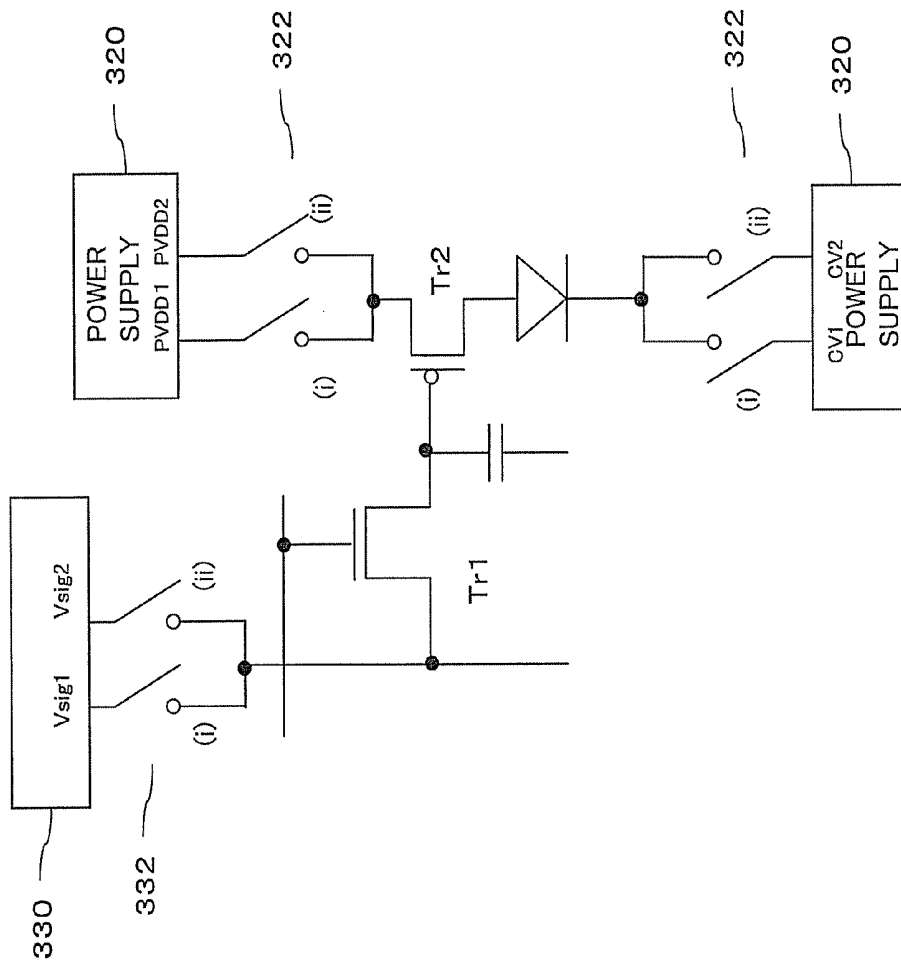 320
322
POWER
SUPPLY
PVDD1 PVDD2
(i)
(ii)
Tr2
330
Vsig1 Vsig2
332
(i)
(ii)
Tr1
322
(i)
(ii)
CV1 CV2
POWER
SUPPLY
320